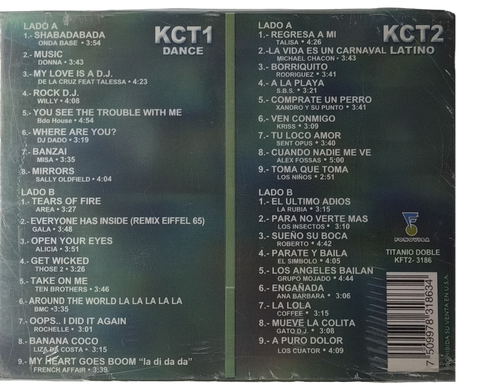 LADO A
KCT1
DANCE
1.- SHABADABADA
ONDA BASE • 3:54
2.- MUSIC
DONNA • 3:43
3.-MY LOVE IS A D.J.
DE LA CRUZ FEAT TALESSA • 4:23
4.- ROCK D.J.
WILLY • 4:08
5.-YOU SEE THE TROUBLE WITH ME
Bdo House • 4:54
6.-WHERE ARE YOU?
DJ DADO • 3:19
7.- BANZAI
MISA • 3:35
8.- MIRRORS
SALLY OLDFIELD • 4:04
LADO B
1.-TEARS OF FIRE
AREA • 3:27
2.- EVERYONE HAS INSIDE (REMIX EIFFEL 65)
GALA • 3:48
3.- OPEN YOUR EYES
ALICIA • 3:51
4.- GET WICKED
THOSE 2 • 3:26
5.- TAKE ON ME
TEN BROTHERS • 3:46
6.-AROUND THE WORLD LA LA LA LA LA
BMC •3:35
7.-OOPS.. I DID IT AGAIN
ROCHELLE • 3:01
8.- BANANA COCO
LIZA DA COSTA • 3:15
9.-MY HEART GOES BOOM "la di da da"
FRENCH AFFAIR • 3:39
LADO A
KCT2
LATINO
1.- REGRESA A MI
TALISA • 4:26
2.-LA VIDA ES UN CARNAVAL
MICHAEL CHACON • 3:43
3.- BORRIQUITO
RODRIGUEZ • 3:41
4.- A LA PLAYA
S.B.S. • 3:21
5.- COMPRATE UN PERRO
XANDRO Y SU PUNTO • 3:41
6.- VEN CONMIGO
KRISS • 3:09
7.- TU LOCO AMOR
SENT OPUS • 3:40
8.- CUANDO NADIE ME VE
ALEX FOSSAS • 5:00
9.- TOMA QUE TOMA
LOS NIÑOS • 2:51
LADO B
1.- EL ULTIMO ADIOS
LA RUBIA • 3:15
2.- PARA NO VERTE MAS
LOS INSECTOS • 3:10
3.- SUEÑO SU BOCA
ROBERTO • 4:42
4.- PARATE Y BAILA
EL SIMBOLO • 4:05
5.- LOS ANGELES BAILAN
GRUPO MOJADO • 4:44
6.- ENGAÑADA
ANA BARBARA • 3:06
7.- LA LOLA
COFFEE • 3:15
8.- MUEVE LA COLITA
GATO D.J. • 3:08
9.- A PURO DOLOR
LOS CUATOR • 4:09
FONOVISA
TITANIO DOBLE
KFT2- 3186
7 509978 318634
PROHIBIDA SU VENTA EN U.S.A.